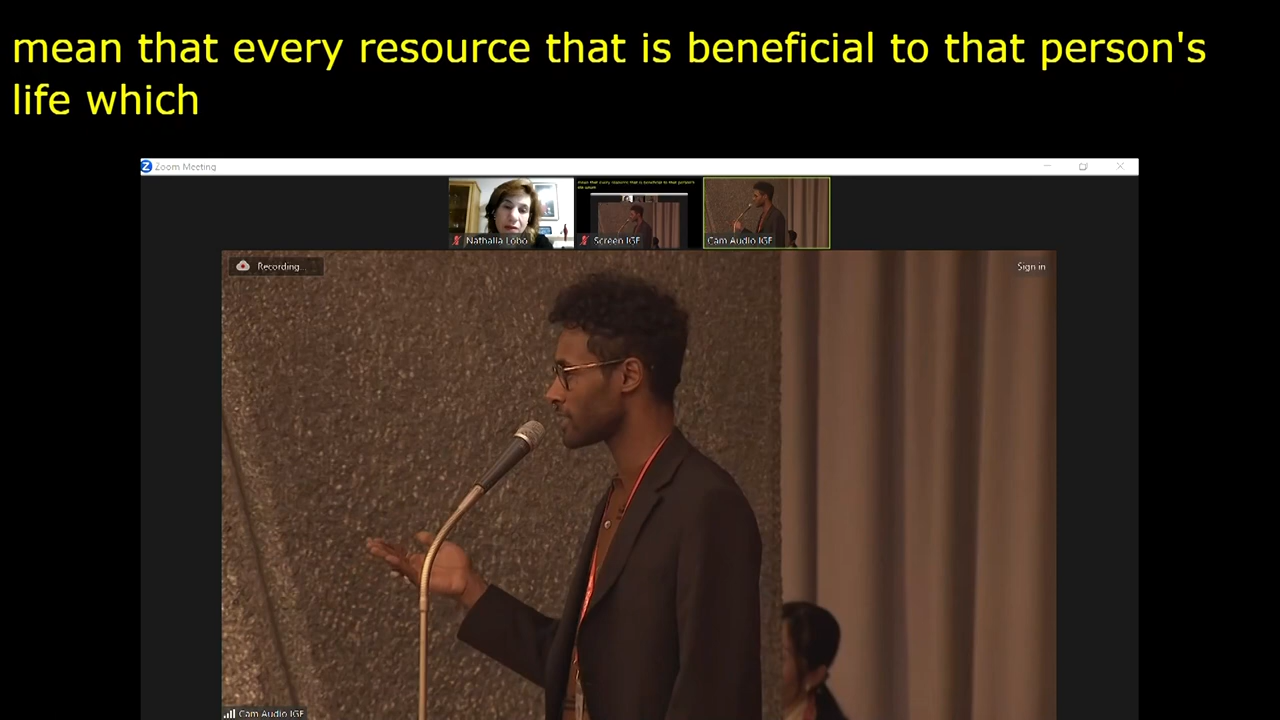 mean that every resource that is beneficial to that person's
life which
Zoom Meeting
Nathalia Lobo
Screen IGF
Cam Audio IGF
Recording...
Sign in
Cam Audio IGF